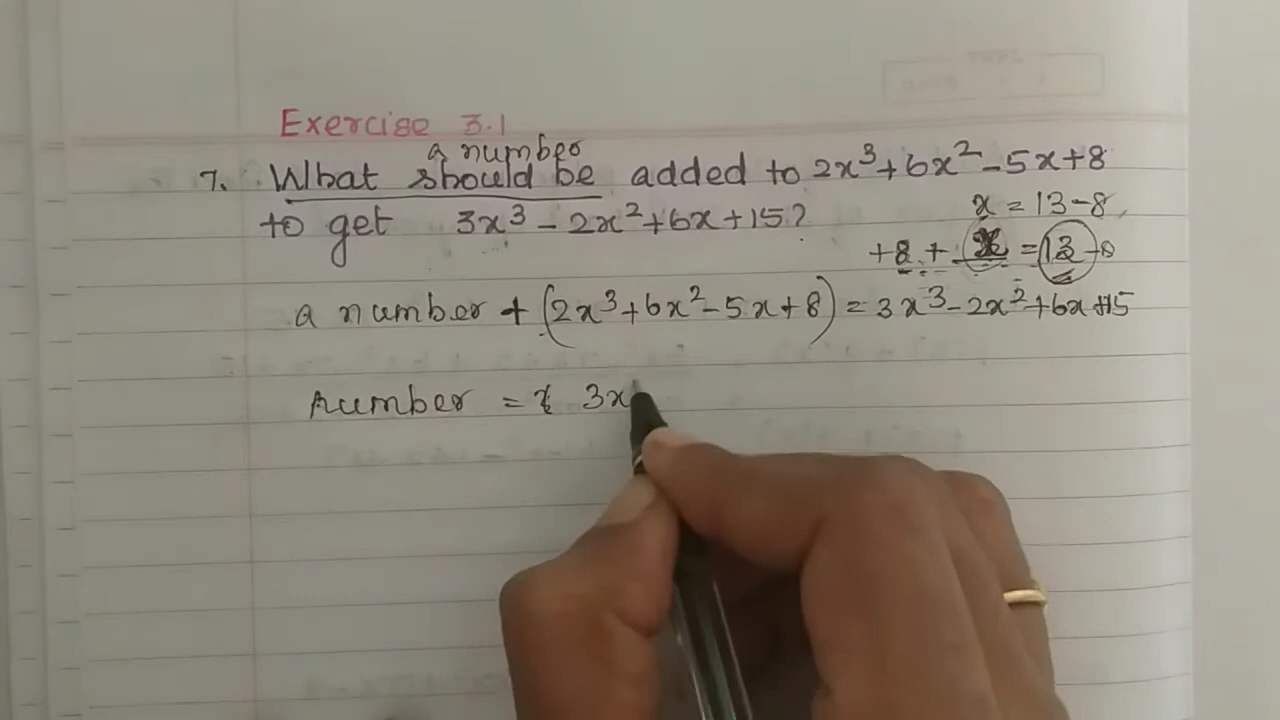 Exercise 3.1
a number
7. What should be added to 2x³+6x²-5x+8
to get 3x³-2x²+6x+15?
x = 13-8
+8 + x = 13-8
a number + (2x³+6x²-5x+8) = 3x³-2x²+6x+15
number = { 3x